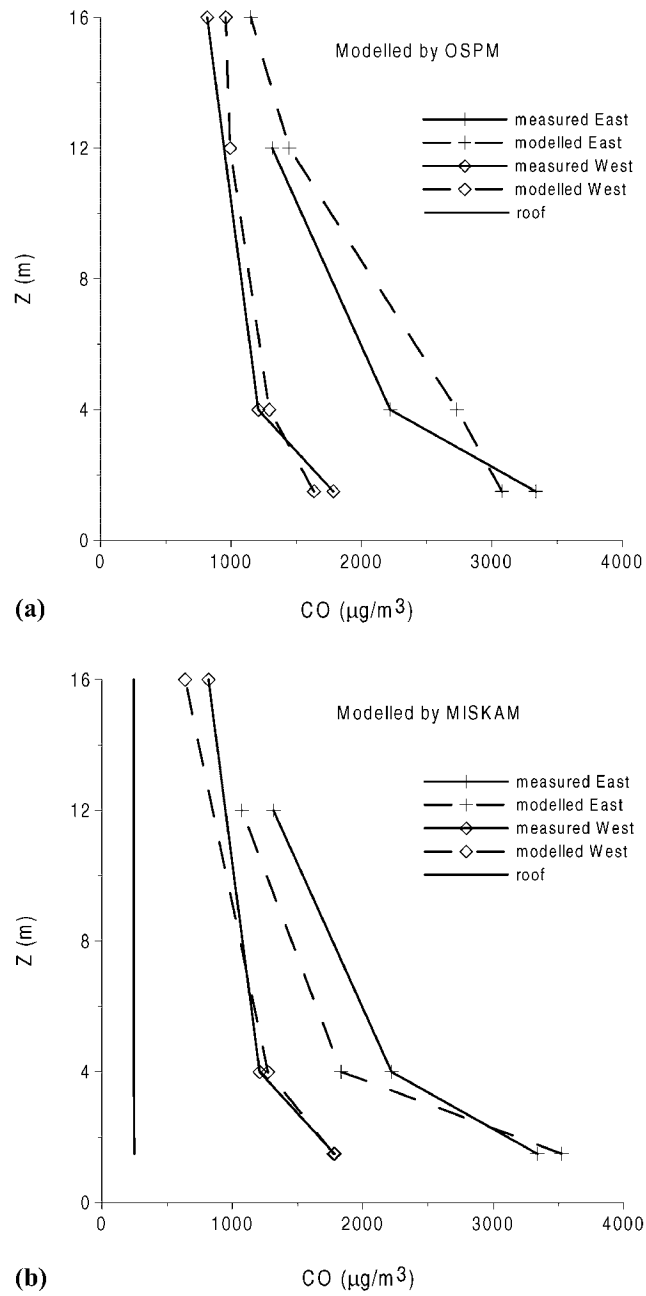 16
Modelled by OSPM
measured East
12
modelled East
measured West
modelled West
roof
Z (m)
8
4
0
0 1000 2000 3000 4000
(a) CO (μg/m³)
16
Modelled by MISKAM
measured East
12
modelled East
measured West
modelled West
roof
Z (m)
8
4
0
0 1000 2000 3000 4000
(b) CO (μg/m³)